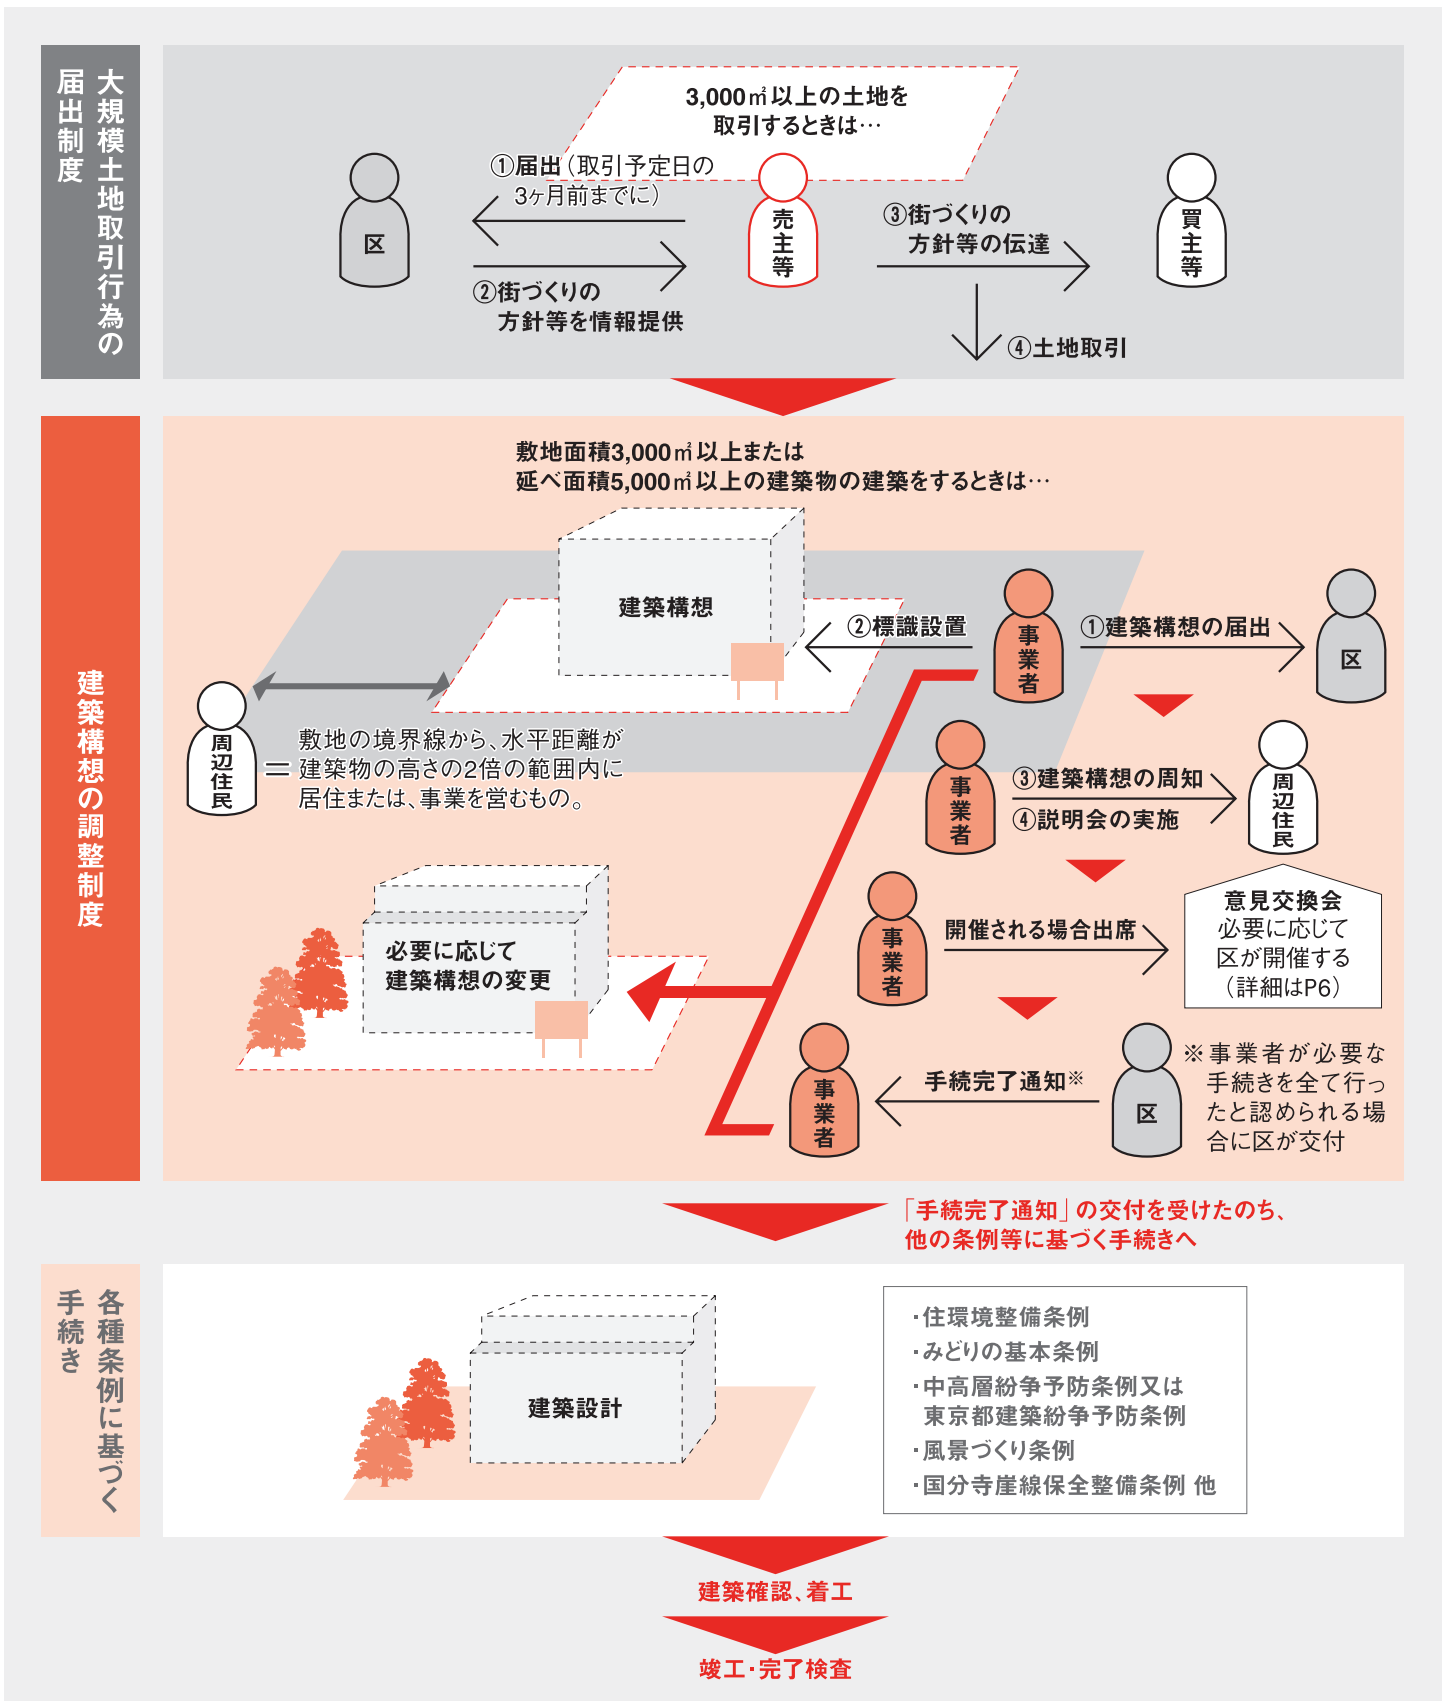 大規模土地取引行為の
届出制度
3,000㎡以上の土地を
取引するときは…
①届出（取引予定日の
3ヶ月前までに）
区
売主等
買主等
②街づくりの
方針等を情報提供
③街づくりの
方針等の伝達
④土地取引
建築構想の調整制度
敷地面積3,000㎡以上または
延べ面積5,000㎡以上の建築物の建築をするときは…
建築構想
②標識設置
事業者
①建築構想の届出
区
周辺住民
＝
敷地の境界線から、水平距離が
建築物の高さの2倍の範囲内に
居住または、事業を営むもの。
事業者
③建築構想の周知
④説明会の実施
周辺住民
必要に応じて
建築構想の変更
事業者
開催される場合出席
意見交換会
必要に応じて
区が開催する
（詳細はP6）
事業者
手続完了通知※
区
※事業者が必要な
手続きを全て行っ
たと認められる場
合に区が交付
「手続完了通知」の交付を受けたのち、
他の条例等に基づく手続きへ
各種条例に基づく
手続き
建築設計
・住環境整備条例
・みどりの基本条例
・中高層紛争予防条例又は
東京都建築紛争予防条例
・風景づくり条例
・国分寺崖線保全整備条例 他
建築確認、着工
竣工・完了検査